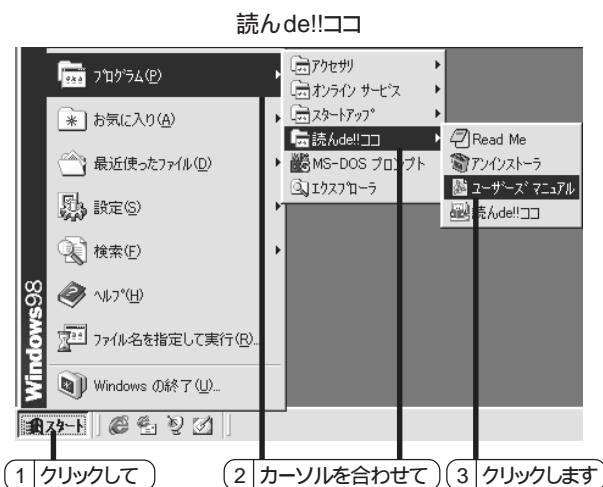 読んde!!ココ
Windows98
プログラム(P)
お気に入り(A)
最近使ったファイル(D)
設定(S)
検索(F)
ヘルプ(H)
ファイル名を指定して実行(R)...
Windows の終了(U)...
アクセサリ
オンライン サービス
スタートアップ
読んde!!ココ
MS-DOS プロンプト
エクスプローラ
Read Me
アンインストーラ
ユーザーズ マニュアル
読んde!!ココ
スタート
1 クリックして
2 カーソルを合わせて
3 クリックします